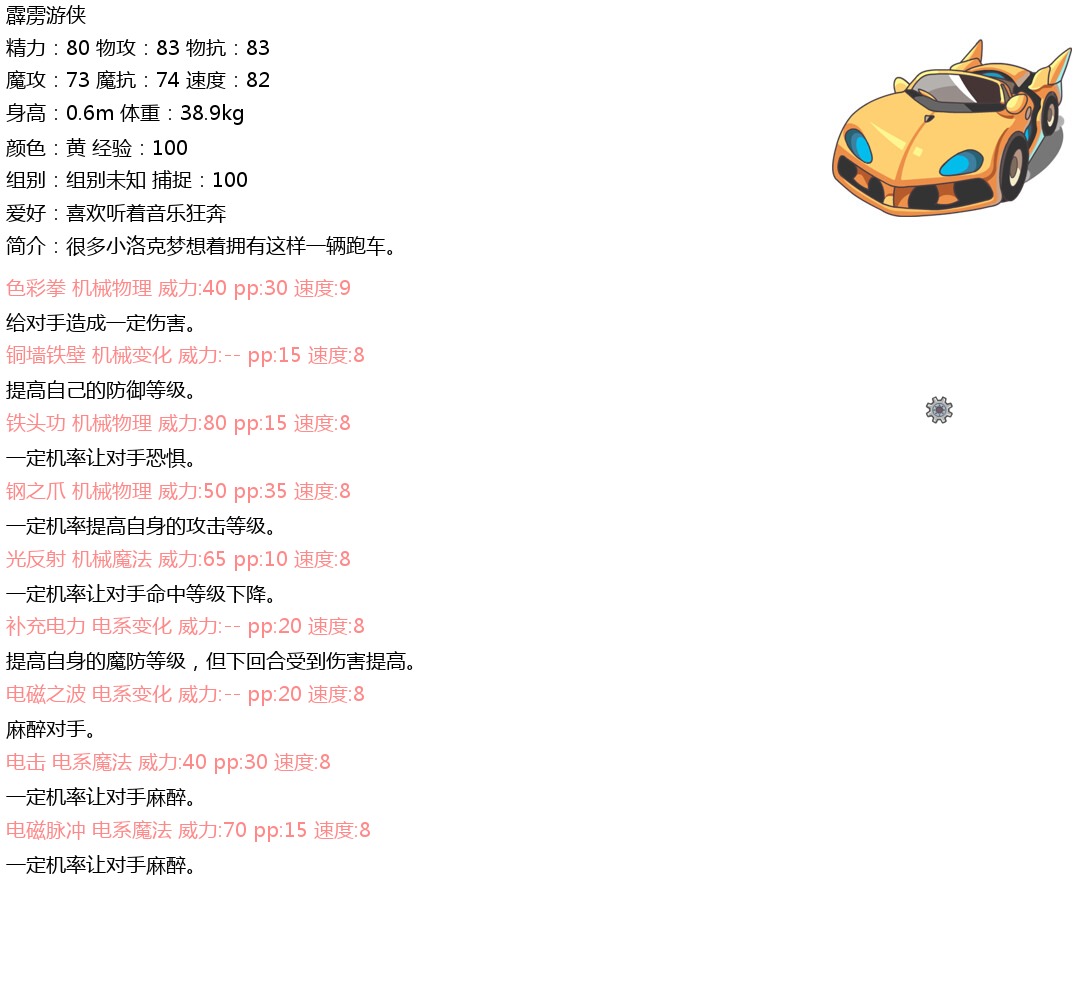 霹雳游侠
精力：80 物攻：83 物抗：83
魔攻：73 魔抗：74 速度：82
身高：0.6m 体重：38.9kg
颜色：黄 经验：100
组别：组别未知 捕捉：100
爱好：喜欢听着音乐狂奔
简介：很多小洛克梦想着拥有这样一辆跑车。
色彩拳 机械物理 威力:40 pp:30 速度:9
给对手造成一定伤害。
铜墙铁壁 机械变化 威力:-- pp:15 速度:8
提高自己的防御等级。
铁头功 机械物理 威力:80 pp:15 速度:8
一定机率让对手恐惧。
钢之爪 机械物理 威力:50 pp:35 速度:8
一定机率提高自身的攻击等级。
光反射 机械魔法 威力:65 pp:10 速度:8
一定机率让对手命中等级下降。
补充电力 电系变化 威力:-- pp:20 速度:8
提高自身的魔防等级，但下回合受到伤害提高。
电磁之波 电系变化 威力:-- pp:20 速度:8
麻醉对手。
电击 电系魔法 威力:40 pp:30 速度:8
一定机率让对手麻醉。
电磁脉冲 电系魔法 威力:70 pp:15 速度:8
一定机率让对手麻醉。